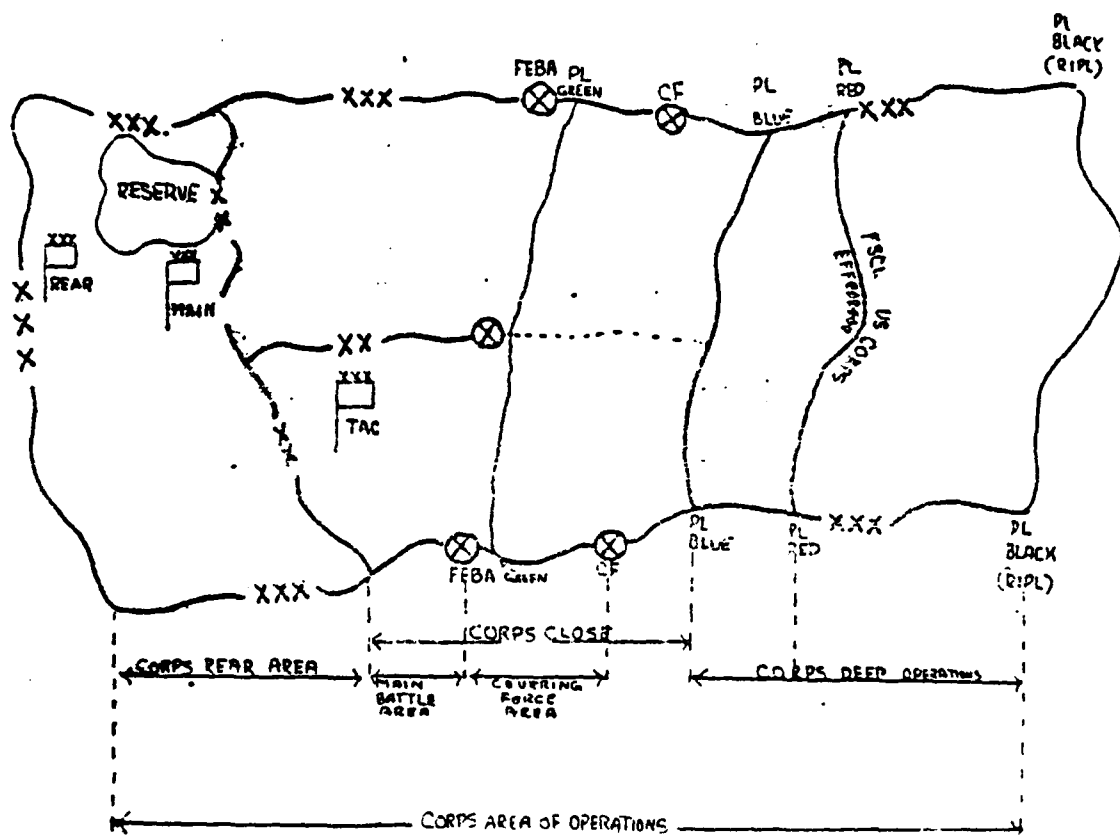 PL
BLACK
(RIPL)
FEBA PL
GREEN
CF
PL
BLUE
PL
RED
XXX
XXX
XXX
RESERVE
X
X
XXX
REAR
XXX
MAIN
FSCL
EFFECTIVE
US CORPS
X
X
X
XX
XXX
TAC
XX
FEBA GREEN
CF
PL
BLUE
PL
RED
XXX
PL
BLACK
(RIPL)
XXX
CORPS CLOSE
CORPS REAR AREA
MAIN
BATTLE
AREA
COVERING
FORCE
AREA
CORPS DEEP OPERATIONS
CORPS AREA OF OPERATIONS